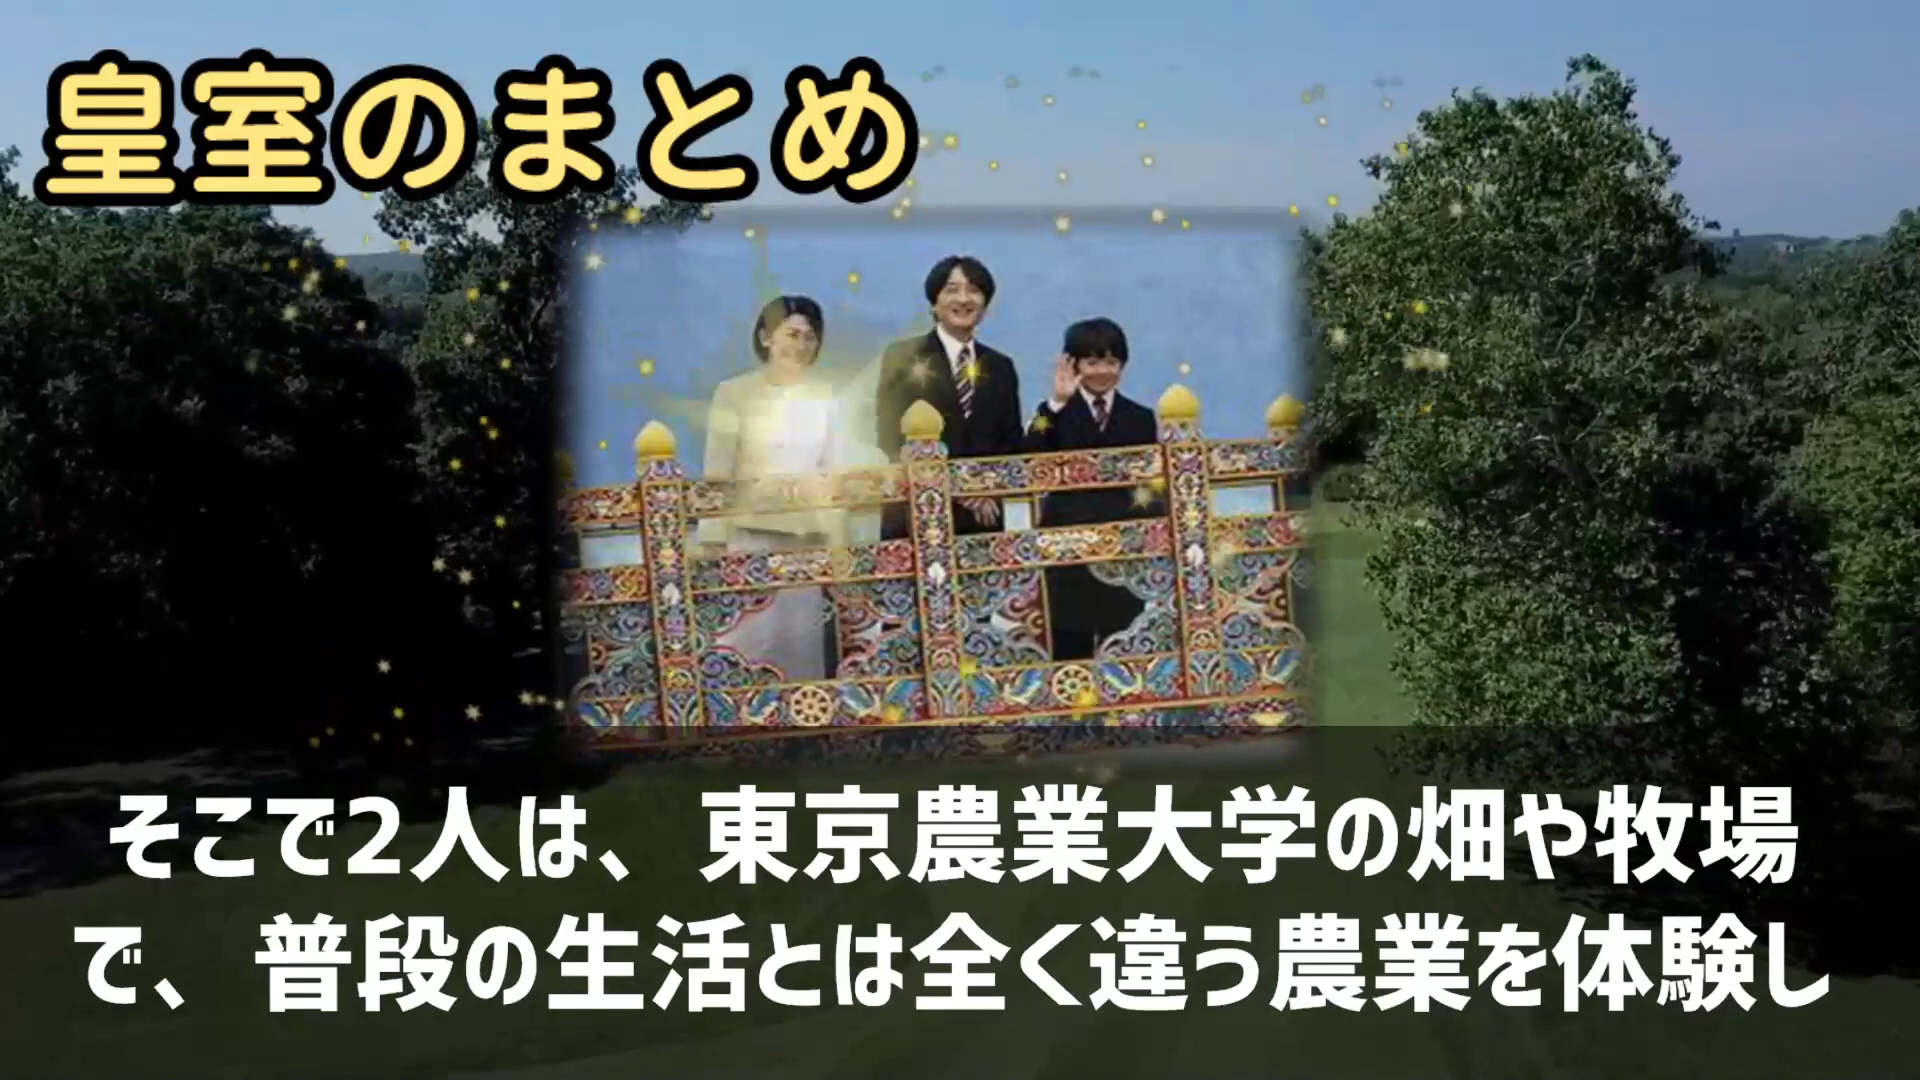 皇室のまとめ
そこで2人は、東京農業大学の畑や牧場
で、普段の生活とは全く違う農業を体験し